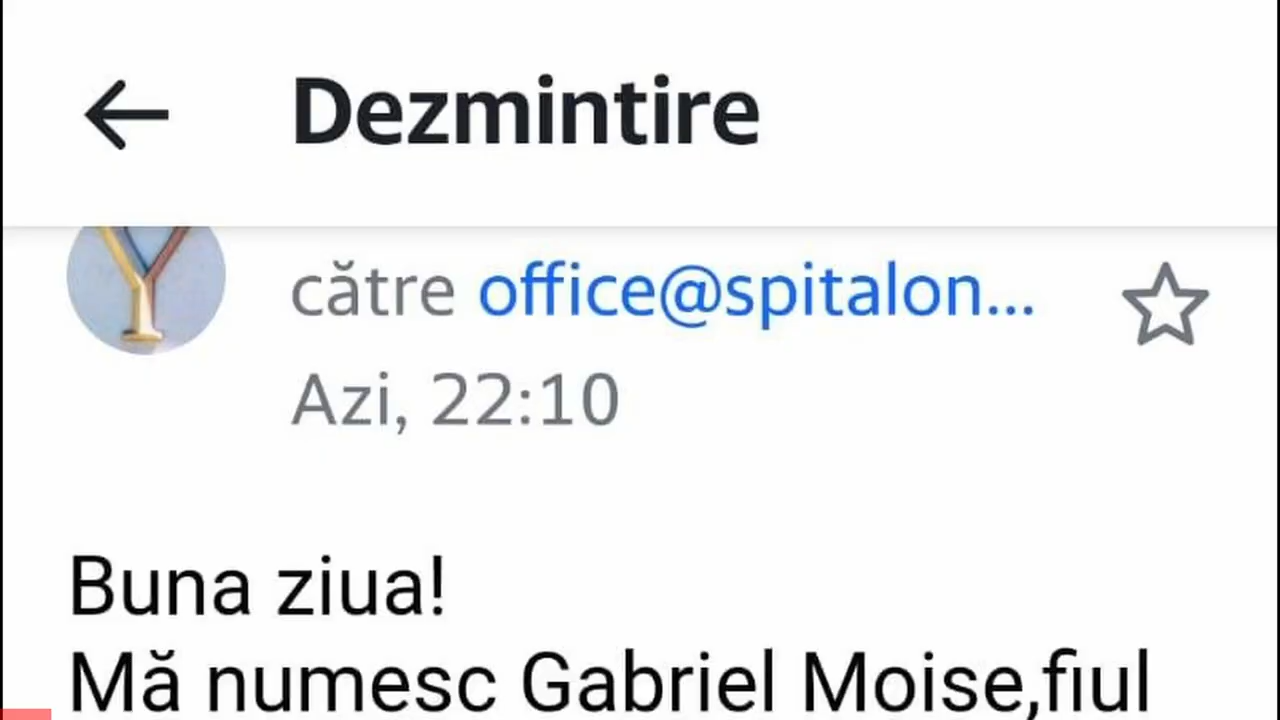 Dezmintire
către office@spitalon...
Azi, 22:10
Buna ziua!
Mă numesc Gabriel Moise,fiul